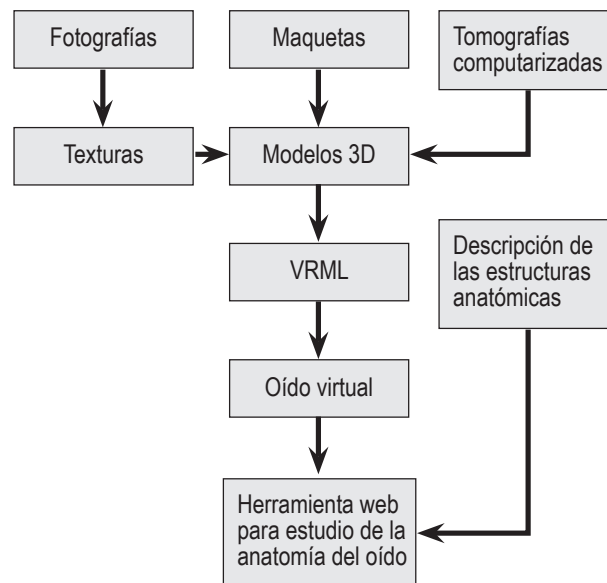 Fotografías
Maquetas
Tomografías
computarizadas
Texturas
Modelos 3D
VRML
Descripción de
las estructuras
anatómicas
Oído virtual
Herramienta web
para estudio de la
anatomía del oído